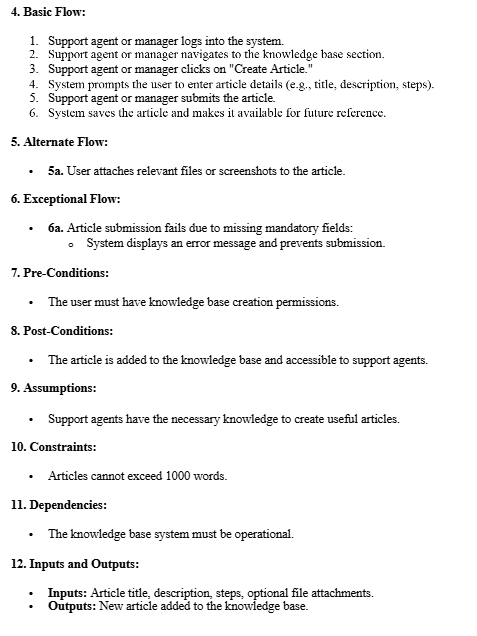 4. Basic Flow:
1. Support agent or manager logs into the system.
2. Support agent or manager navigates to the knowledge base section.
3. Support agent or manager clicks on "Create Article."
4. System prompts the user to enter article details (e.g., title, description, steps).
5. Support agent or manager submits the article.
6. System saves the article and makes it available for future reference.
5. Alternate Flow:
• 5a. User attaches relevant files or screenshots to the article.
6. Exceptional Flow:
• 6a. Article submission fails due to missing mandatory fields:
o System displays an error message and prevents submission.
7. Pre-Conditions:
• The user must have knowledge base creation permissions.
8. Post-Conditions:
• The article is added to the knowledge base and accessible to support agents.
9. Assumptions:
• Support agents have the necessary knowledge to create useful articles.
10. Constraints:
• Articles cannot exceed 1000 words.
11. Dependencies:
• The knowledge base system must be operational.
12. Inputs and Outputs:
• Inputs: Article title, description, steps, optional file attachments.
• Outputs: New article added to the knowledge base.